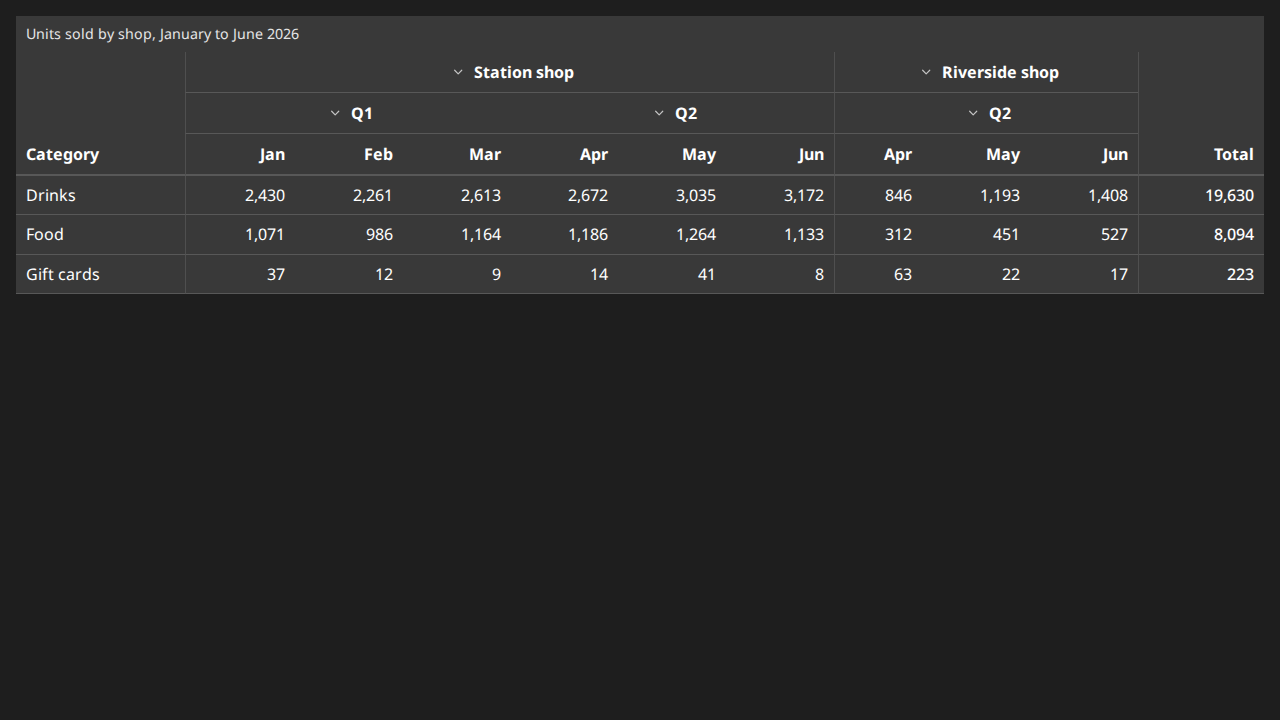 Units sold by shop, January to June 2026
Station shop Riverside shop
Q1 Q2 Q2
Category Jan Feb Mar Apr May Jun Apr May Jun Total
Drinks 2,430 2,261 2,613 2,672 3,035 3,172 846 1,193 1,408 19,630
Food 1,071 986 1,164 1,186 1,264 1,133 312 451 527 8,094
Gift cards 37 12 9 14 41 8 63 22 17 223